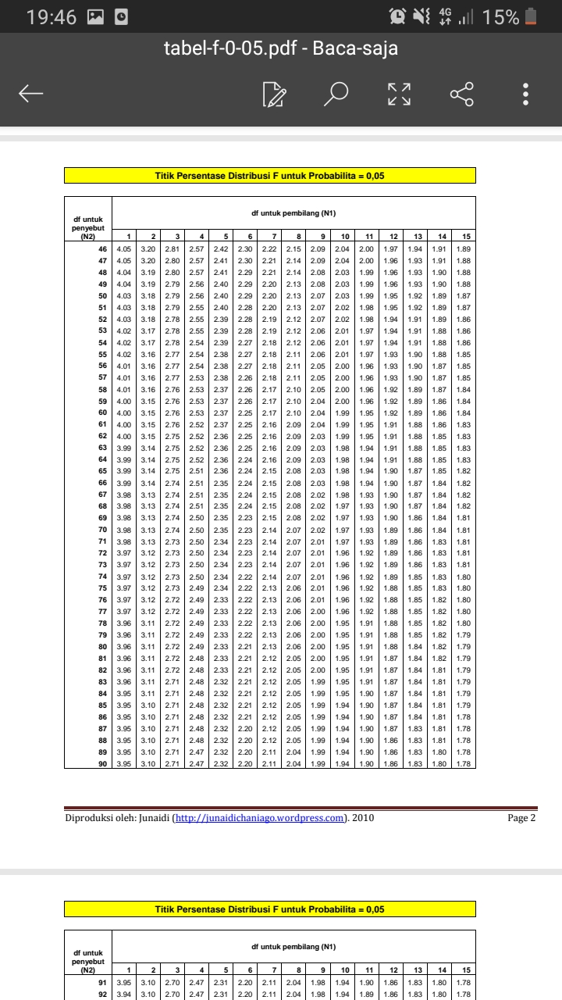 19:46 4G 15%
tabel-f-0-05.pdf - Baca-saja
Titik Persentase Distribusi F untuk Probabilita = 0,05
df untuk penyebut (N2)
df untuk pembilang (N1)
1 2 3 4 5 6 7 8 9 10 11 12 13 14 15
46 4.05 3.20 2.81 2.57 2.42 2.30 2.22 2.15 2.09 2.04 2.00 1.97 1.94 1.91 1.89
47 4.05 3.20 2.80 2.57 2.41 2.30 2.21 2.14 2.09 2.04 2.00 1.96 1.93 1.91 1.88
48 4.04 3.19 2.80 2.57 2.41 2.29 2.21 2.14 2.08 2.03 1.99 1.96 1.93 1.90 1.88
49 4.04 3.19 2.79 2.56 2.40 2.29 2.20 2.13 2.08 2.03 1.99 1.96 1.93 1.90 1.88
50 4.03 3.18 2.79 2.56 2.40 2.29 2.20 2.13 2.07 2.03 1.99 1.95 1.92 1.89 1.87
51 4.03 3.18 2.79 2.55 2.40 2.28 2.20 2.13 2.07 2.02 1.98 1.95 1.92 1.89 1.87
52 4.03 3.18 2.78 2.55 2.39 2.28 2.19 2.12 2.07 2.02 1.98 1.94 1.91 1.89 1.86
53 4.02 3.17 2.78 2.55 2.39 2.28 2.19 2.12 2.06 2.01 1.97 1.94 1.91 1.88 1.86
54 4.02 3.17 2.78 2.54 2.39 2.27 2.18 2.12 2.06 2.01 1.97 1.94 1.91 1.88 1.86
55 4.02 3.16 2.77 2.54 2.38 2.27 2.18 2.11 2.06 2.01 1.97 1.93 1.90 1.88 1.85
56 4.01 3.16 2.77 2.54 2.38 2.27 2.18 2.11 2.05 2.00 1.96 1.93 1.90 1.87 1.85
57 4.01 3.16 2.77 2.53 2.38 2.26 2.18 2.11 2.05 2.00 1.96 1.93 1.90 1.87 1.85
58 4.01 3.16 2.76 2.53 2.37 2.26 2.17 2.10 2.05 2.00 1.96 1.92 1.89 1.87 1.84
59 4.00 3.15 2.76 2.53 2.37 2.26 2.17 2.10 2.04 2.00 1.96 1.92 1.89 1.86 1.84
60 4.00 3.15 2.76 2.53 2.37 2.25 2.17 2.10 2.04 1.99 1.95 1.92 1.89 1.86 1.84
61 4.00 3.15 2.76 2.52 2.37 2.25 2.16 2.09 2.04 1.99 1.95 1.91 1.88 1.86 1.83
62 4.00 3.15 2.75 2.52 2.36 2.25 2.16 2.09 2.03 1.99 1.95 1.91 1.88 1.85 1.83
63 3.99 3.14 2.75 2.52 2.36 2.25 2.16 2.09 2.03 1.98 1.94 1.91 1.88 1.85 1.83
64 3.99 3.14 2.75 2.52 2.36 2.24 2.16 2.09 2.03 1.98 1.94 1.91 1.88 1.85 1.83
65 3.99 3.14 2.75 2.51 2.36 2.24 2.15 2.08 2.03 1.98 1.94 1.90 1.87 1.85 1.82
66 3.99 3.14 2.74 2.51 2.35 2.24 2.15 2.08 2.03 1.98 1.94 1.90 1.87 1.84 1.82
67 3.98 3.13 2.74 2.51 2.35 2.24 2.15 2.08 2.02 1.98 1.93 1.90 1.87 1.84 1.82
68 3.98 3.13 2.74 2.51 2.35 2.24 2.15 2.08 2.02 1.97 1.93 1.90 1.87 1.84 1.82
69 3.98 3.13 2.74 2.50 2.35 2.23 2.15 2.08 2.02 1.97 1.93 1.90 1.86 1.84 1.81
70 3.98 3.13 2.74 2.50 2.35 2.23 2.14 2.07 2.02 1.97 1.93 1.89 1.86 1.84 1.81
71 3.98 3.13 2.73 2.50 2.34 2.23 2.14 2.07 2.01 1.97 1.93 1.89 1.86 1.83 1.81
72 3.97 3.12 2.73 2.50 2.34 2.23 2.14 2.07 2.01 1.96 1.92 1.89 1.86 1.83 1.81
73 3.97 3.12 2.73 2.50 2.34 2.23 2.14 2.07 2.01 1.96 1.92 1.89 1.86 1.83 1.81
74 3.97 3.12 2.73 2.50 2.34 2.22 2.14 2.07 2.01 1.96 1.92 1.89 1.85 1.83 1.80
75 3.97 3.12 2.73 2.49 2.34 2.22 2.13 2.06 2.01 1.96 1.92 1.88 1.85 1.83 1.80
76 3.97 3.12 2.72 2.49 2.33 2.22 2.13 2.06 2.01 1.96 1.92 1.88 1.85 1.82 1.80
77 3.97 3.12 2.72 2.49 2.33 2.22 2.13 2.06 2.00 1.96 1.92 1.88 1.85 1.82 1.80
78 3.96 3.11 2.72 2.49 2.33 2.22 2.13 2.06 2.00 1.95 1.91 1.88 1.85 1.82 1.80
79 3.96 3.11 2.72 2.49 2.33 2.22 2.13 2.06 2.00 1.95 1.91 1.88 1.85 1.82 1.79
80 3.96 3.11 2.72 2.49 2.33 2.21 2.13 2.06 2.00 1.95 1.91 1.88 1.84 1.82 1.79
81 3.96 3.11 2.72 2.48 2.33 2.21 2.12 2.05 2.00 1.95 1.91 1.87 1.84 1.82 1.79
82 3.96 3.11 2.72 2.48 2.33 2.21 2.12 2.05 2.00 1.95 1.91 1.87 1.84 1.81 1.79
83 3.96 3.11 2.71 2.48 2.32 2.21 2.12 2.05 1.99 1.95 1.91 1.87 1.84 1.81 1.79
84 3.95 3.11 2.71 2.48 2.32 2.21 2.12 2.05 1.99 1.95 1.90 1.87 1.84 1.81 1.79
85 3.95 3.10 2.71 2.48 2.32 2.21 2.12 2.05 1.99 1.94 1.90 1.87 1.84 1.81 1.79
86 3.95 3.10 2.71 2.48 2.32 2.21 2.12 2.05 1.99 1.94 1.90 1.87 1.84 1.81 1.78
87 3.95 3.10 2.71 2.48 2.32 2.20 2.12 2.05 1.99 1.94 1.90 1.87 1.83 1.81 1.78
88 3.95 3.10 2.71 2.48 2.32 2.20 2.12 2.05 1.99 1.94 1.90 1.86 1.83 1.81 1.78
89 3.95 3.10 2.71 2.47 2.32 2.20 2.11 2.04 1.99 1.94 1.90 1.86 1.83 1.80 1.78
90 3.95 3.10 2.71 2.47 2.32 2.20 2.11 2.04 1.99 1.94 1.90 1.86 1.83 1.80 1.78
Diproduksi oleh: Junaidi (http://junaidichaniago.wordpress.com). 2010 Page 2
Titik Persentase Distribusi F untuk Probabilita = 0,05
df untuk penyebut (N2)
df untuk pembilang (N1)
1 2 3 4 5 6 7 8 9 10 11 12 13 14 15
91 3.95 3.10 2.70 2.47 2.31 2.20 2.11 2.04 1.98 1.94 1.90 1.86 1.83 1.80 1.78
92 3.94 3.10 2.70 2.47 2.31 2.20 2.11 2.04 1.98 1.94 1.89 1.86 1.83 1.80 1.78